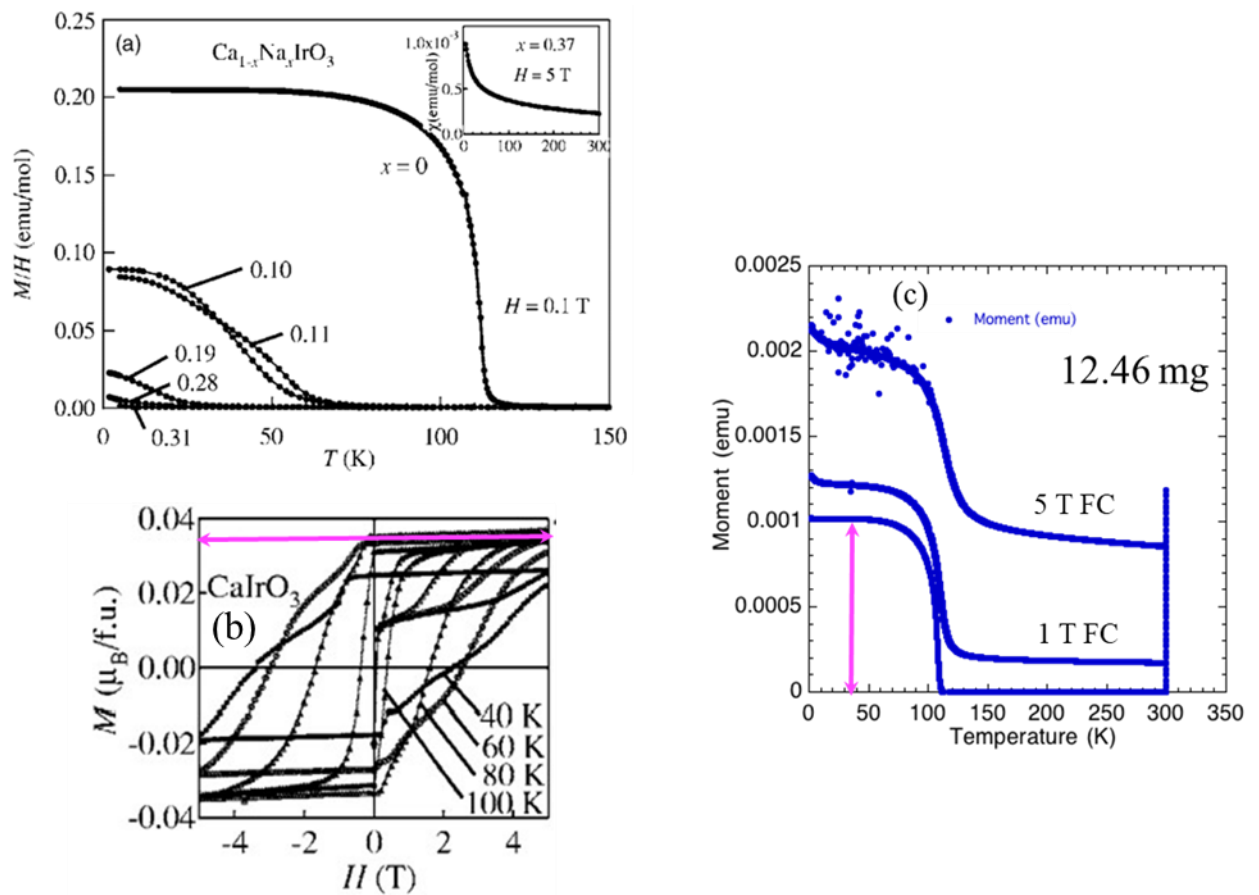 (a)
Ca1-xNaxIrO3
x = 0
0.10
0.11
0.19
0.28
0.31
H = 0.1 T
M/H (emu/mol)
0.25
0.20
0.15
0.10
0.05
0.00
0 50 100 150
T (K)
x = 0.37
H = 5 T
χ(emu/mol)
1.0x10-3
0.5
0.0
0 100 200 300
CaIrO3
(b)
M (μB/f.u.)
0.04
0.02
0.00
-0.02
-0.04
40 K
60 K
80 K
100 K
-4 -2 0 2 4
H (T)
(c)
Moment (emu)
12.46 mg
5 T FC
1 T FC
Moment (emu)
0.0025
0.002
0.0015
0.001
0.0005
0
0 50 100 150 200 250 300 350
Temperature (K)